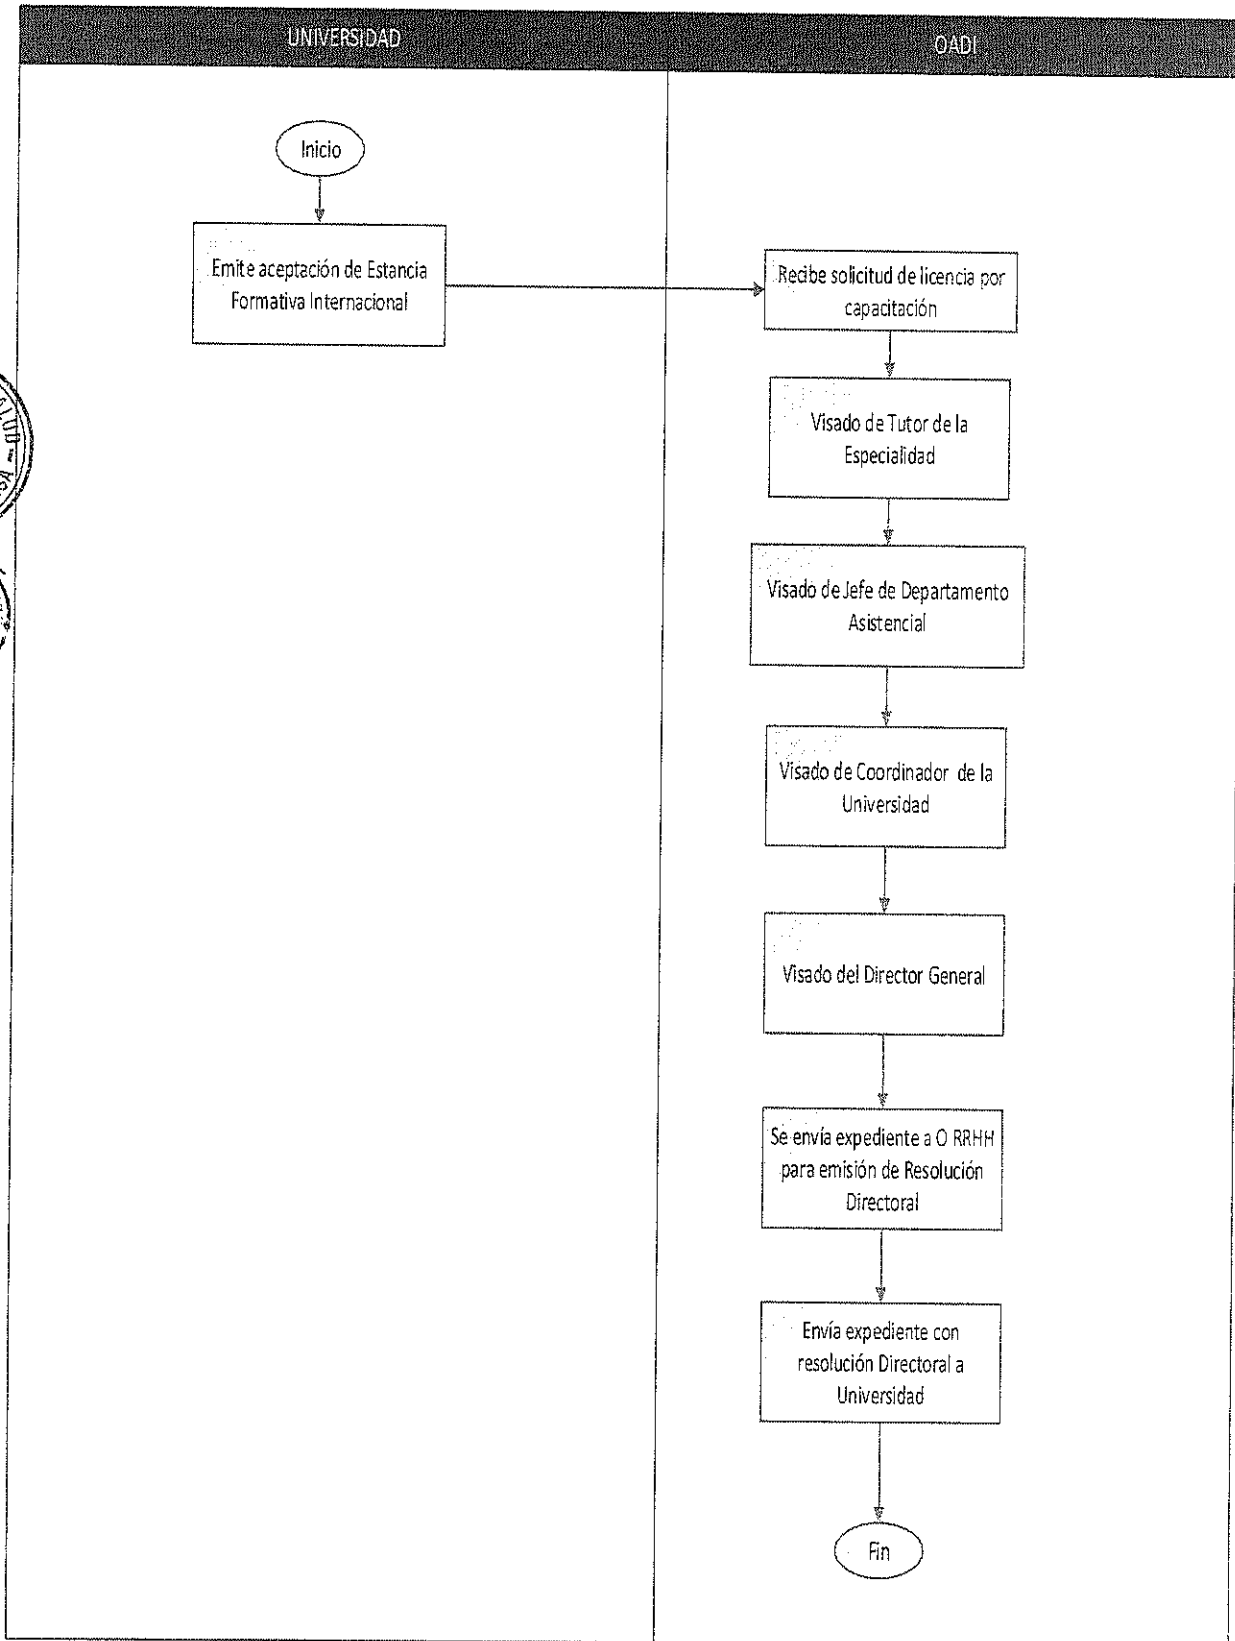 UNIVERSIDAD
OADI
Inicio
Emite aceptación de Estancia
Formativa Internacional
Recibe solicitud de licencia por
capacitación
Visado de Tutor de la
Especialidad
Visado de Jefe de Departamento
Asistencial
Visado de Coordinador de la
Universidad
Visado del Director General
Se envía expediente a O RRHH
para emisión de Resolución
Directoral
Envía expediente con
resolución Directoral a
Universidad
Fin